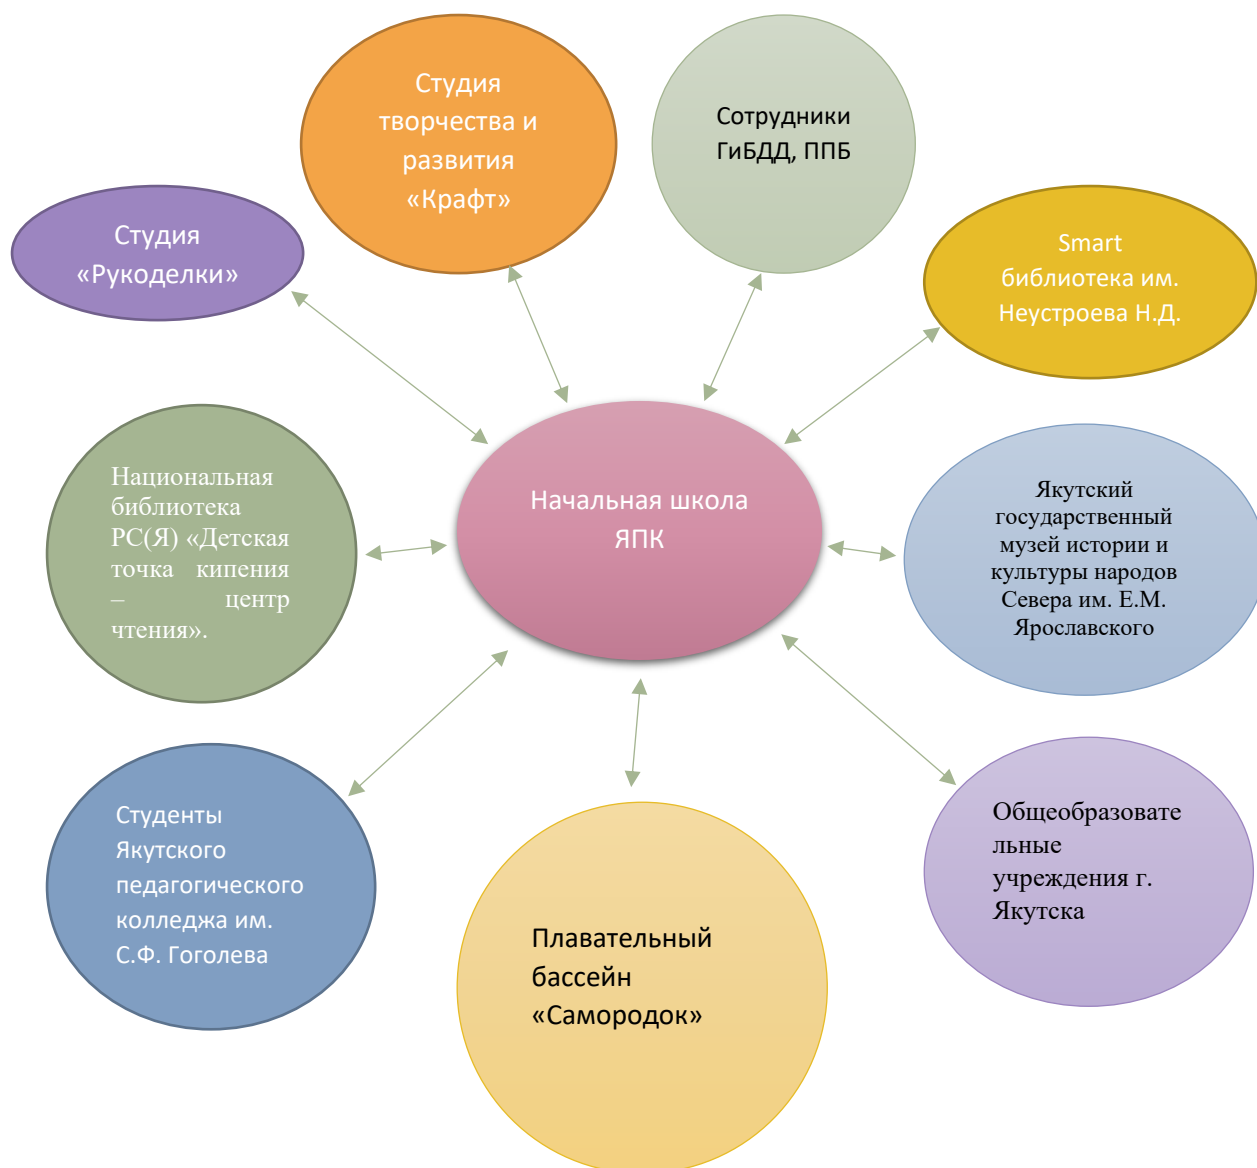 Студия
творчества и
развития
«Крафт»
Сотрудники
ГиБДД, ППБ
Студия
«Рукоделки»
Smart
библиотека им.
Неустроева Н.Д.
Национальная
библиотека
РС(Я) «Детская
точка кипения
– центр
чтения».
Начальная школа
ЯПК
Якутский
государственный
музей истории и
культуры народов
Севера им. Е.М.
Ярославского
Студенты
Якутского
педагогического
колледжа им.
С.Ф. Гоголева
Плавательный
бассейн
«Самородок»
Общеобразовате
льные
учреждения г.
Якутска